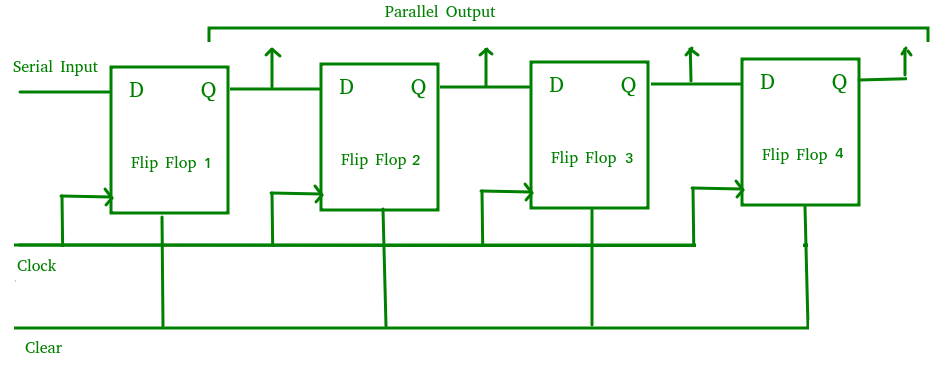 Parallel Output
Serial Input
D Q
D Q
D Q
D Q
Flip Flop 1
Flip Flop 2
Flip Flop 3
Flip Flop 4
Clock
Clear